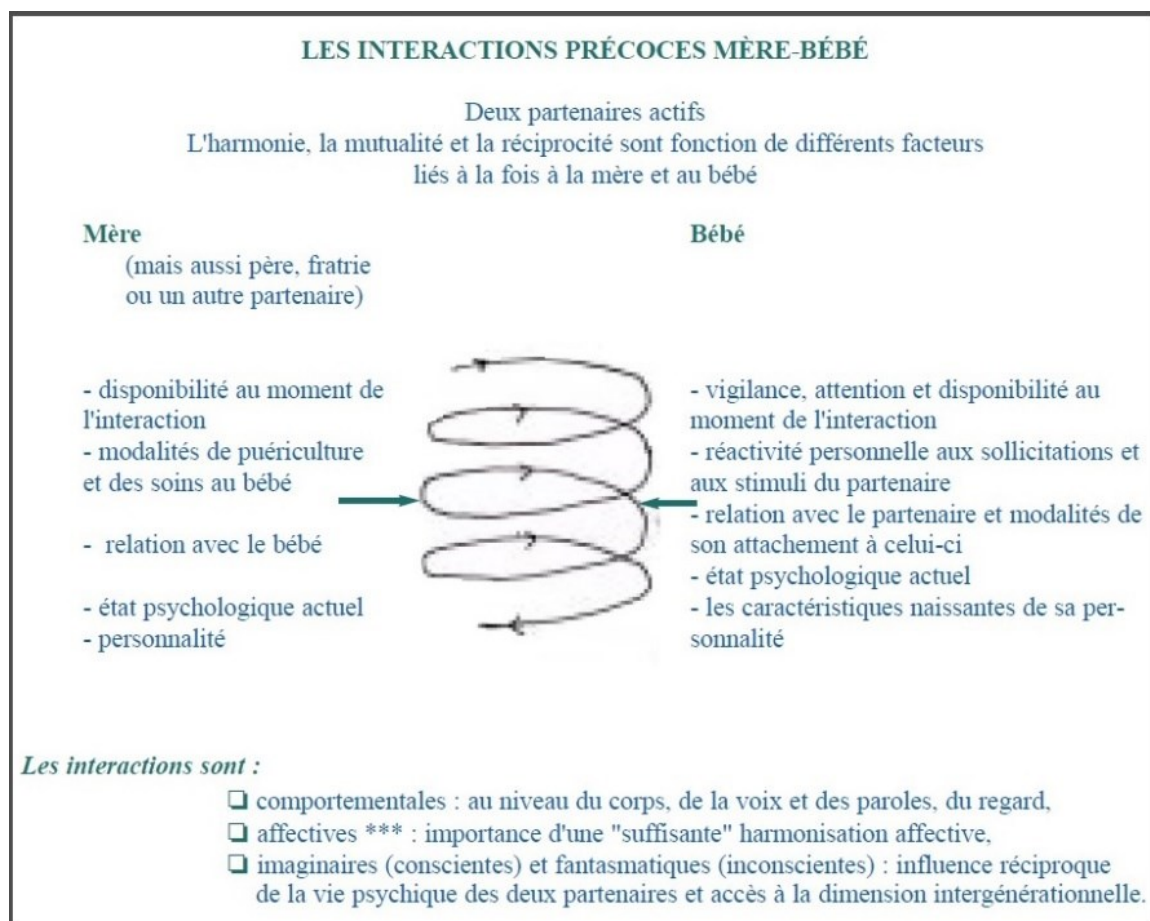 LES INTERACTIONS PRÉCOCES MÈRE-BÉBÉ
Deux partenaires actifs
L'harmonie, la mutualité et la réciprocité sont fonction de différents facteurs
liés à la fois à la mère et au bébé
Mère
(mais aussi père, fratrie
ou un autre partenaire)
- disponibilité au moment de
l'interaction
- modalités de puériculture
et des soins au bébé
- relation avec le bébé
- état psychologique actuel
- personnalité
Bébé
- vigilance, attention et disponibilité au
moment de l'interaction
- réactivité personnelle aux sollicitations et
aux stimuli du partenaire
- relation avec le partenaire et modalités de
son attachement à celui-ci
- état psychologique actuel
- les caractéristiques naissantes de sa per-
sonnalité
Les interactions sont :
❏ comportementales : au niveau du corps, de la voix et des paroles, du regard,
❏ affectives *** : importance d'une "suffisante" harmonisation affective,
❏ imaginaires (conscientes) et fantasmatiques (inconscientes) : influence réciproque
de la vie psychique des deux partenaires et accès à la dimension intergénérationnelle.